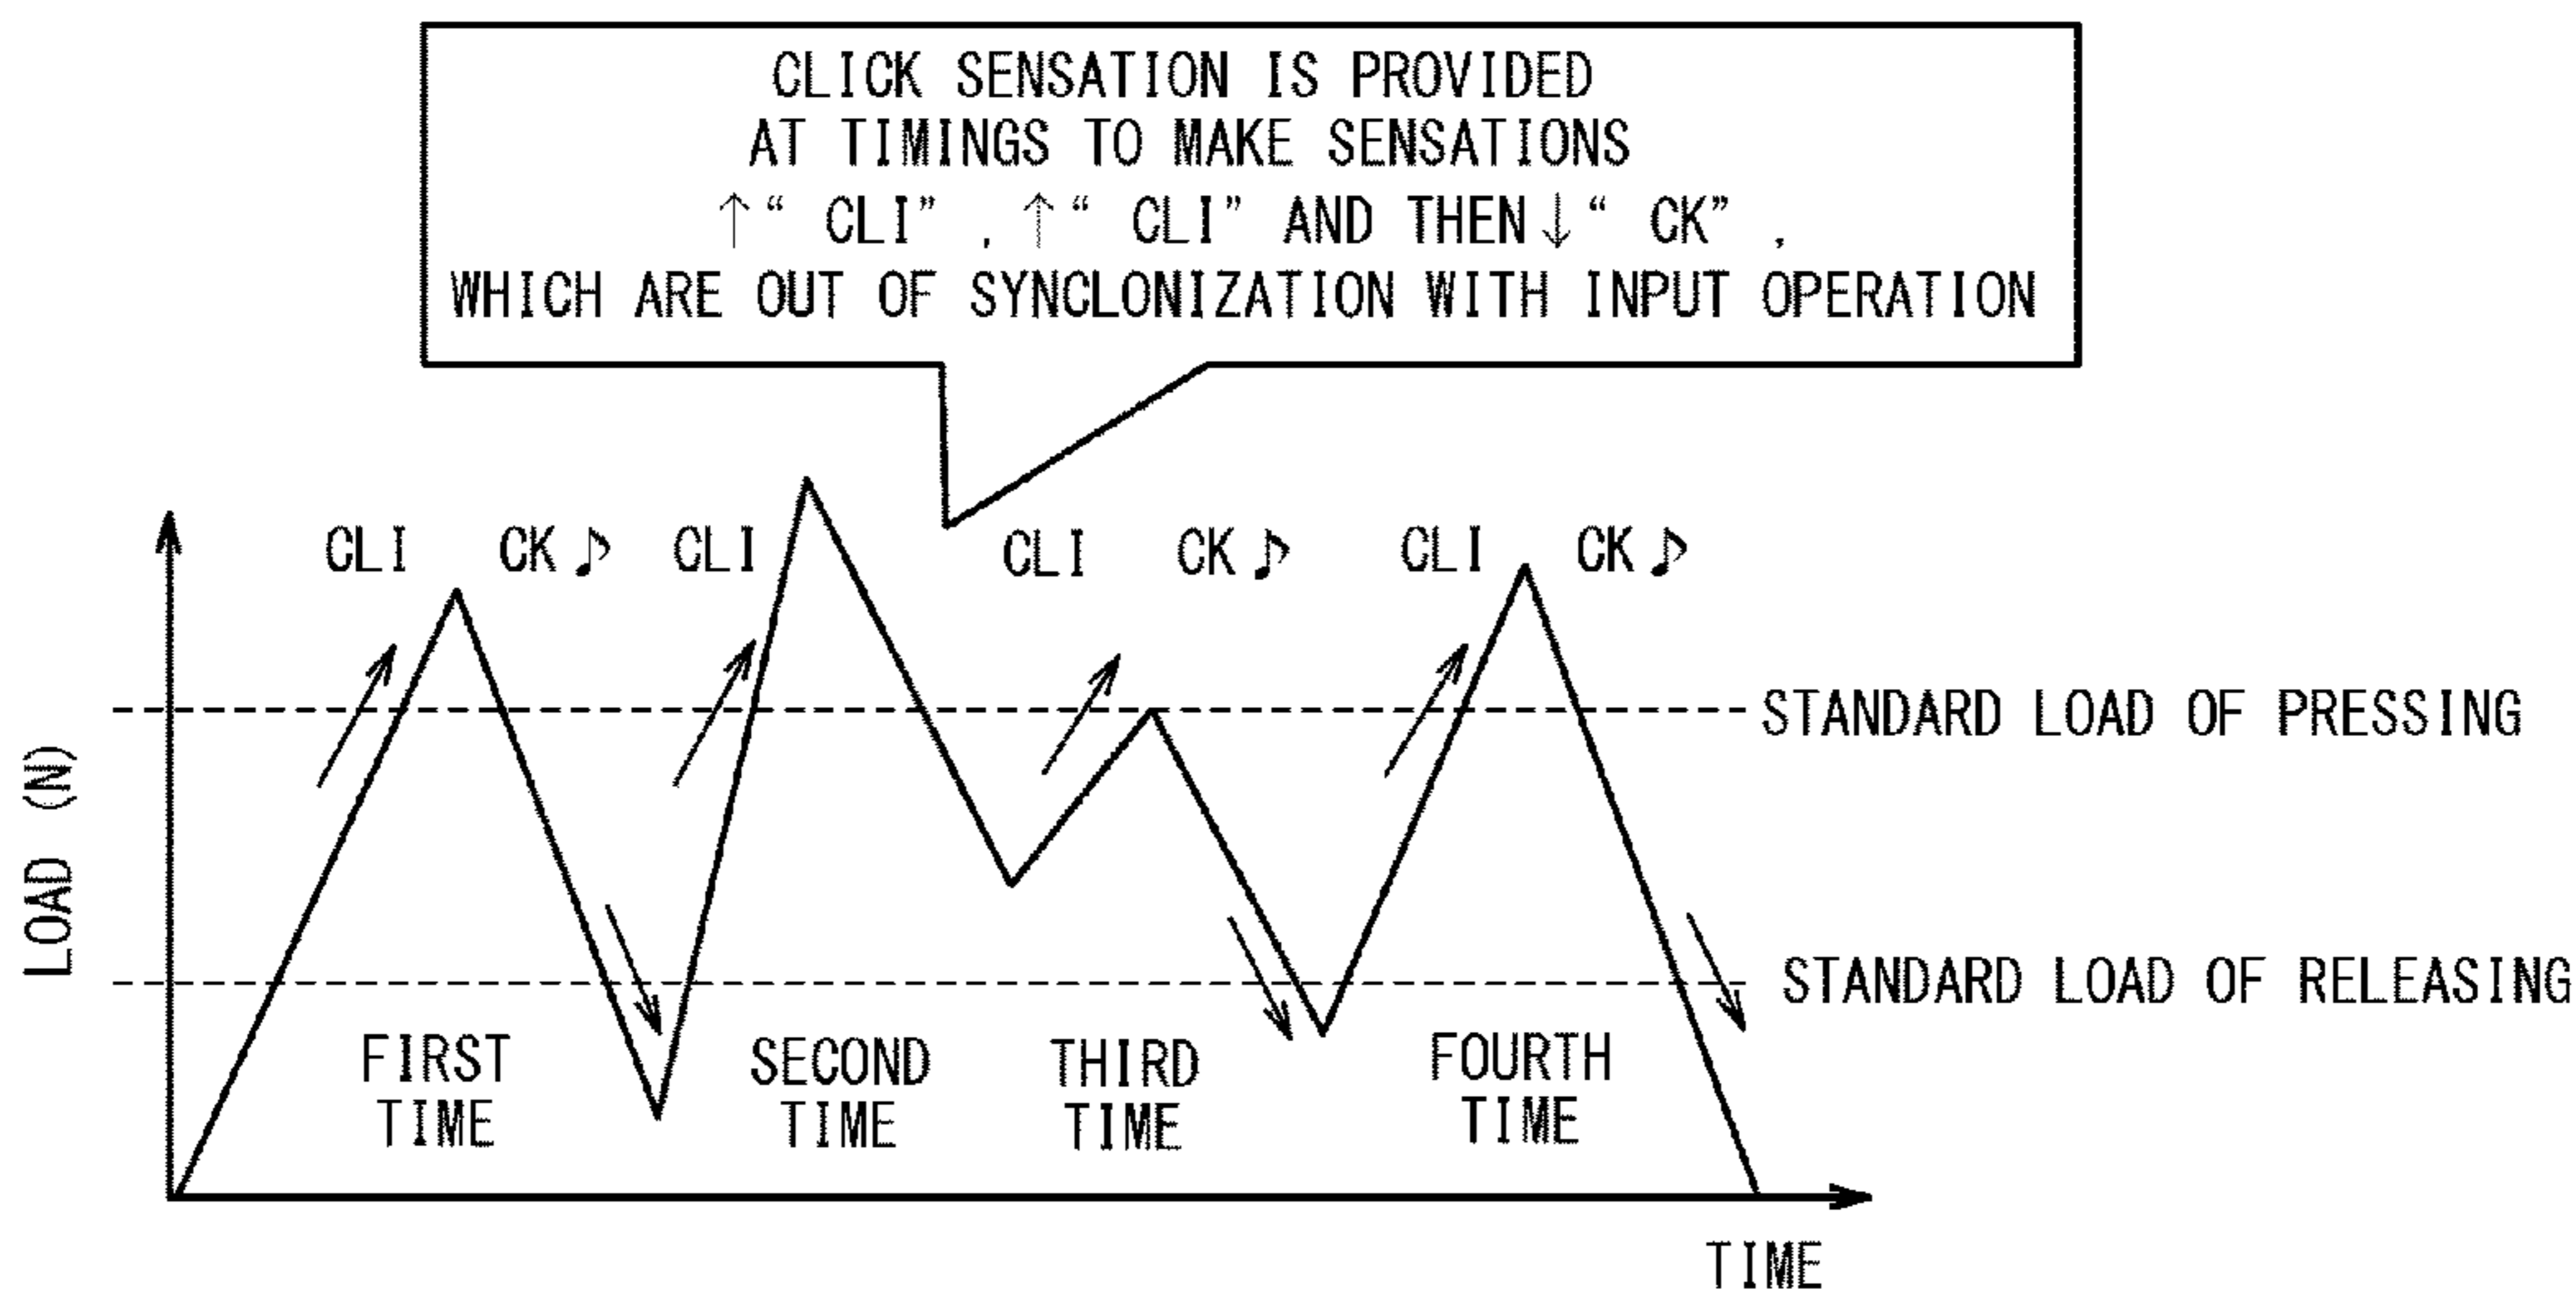 CLICK SENSATION IS PROVIDED
AT TIMINGS TO MAKE SENSATIONS
↑“ CLI” , ↑“ CLI” AND THEN ↓“ CK” ,
WHICH ARE OUT OF SYNCLONIZATION WITH INPUT OPERATION
CLI CK♪ CLI CLI CK♪ CLI CK♪
STANDARD LOAD OF PRESSING
LOAD (N)
STANDARD LOAD OF RELEASING
FIRST TIME
SECOND TIME
THIRD TIME
FOURTH TIME
TIME